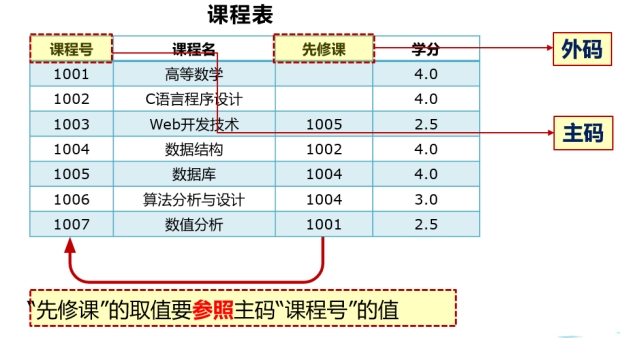 课程表
课程号 课程名 先修课 学分
1001 高等数学 4.0
1002 C语言程序设计 4.0
1003 Web开发技术 1005 2.5
1004 数据结构 1002 4.0
1005 数据库 1004 4.0
1006 算法分析与设计 1004 3.0
1007 数值分析 1001 2.5
外码
主码
“先修课”的取值要参照主码“课程号”的值